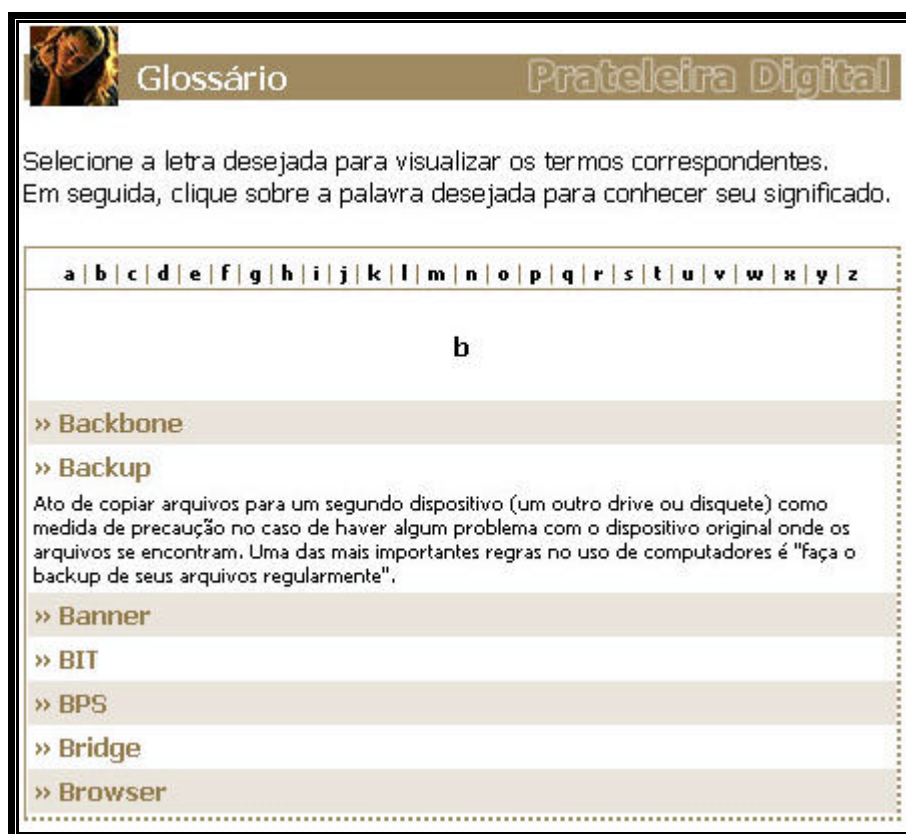 Glossário Prateleira Digital
Selecione a letra desejada para visualizar os termos correspondentes.
Em seguida, clique sobre a palavra desejada para conhecer seu significado.
a | b | c | d | e | f | g | h | i | j | k | l | m | n | o | p | q | r | s | t | u | v | w | x | y | z
b
» Backbone
» Backup
Ato de copiar arquivos para um segundo dispositivo (um outro drive ou disquete) como
medida de precaução no caso de haver algum problema com o dispositivo original onde os
arquivos se encontram. Uma das mais importantes regras no uso de computadores é "faça o
backup de seus arquivos regularmente".
» Banner
» BIT
» BPS
» Bridge
» Browser